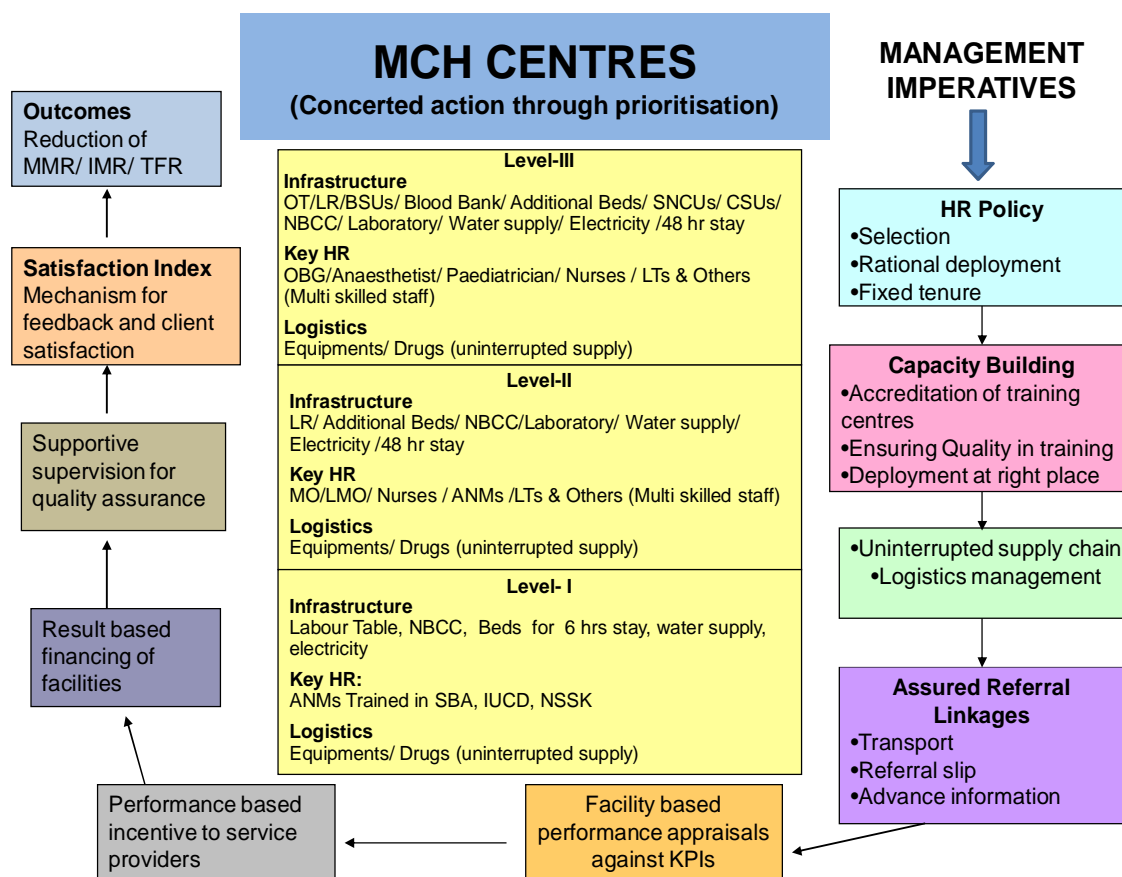 MCH CENTRES
(Concerted action through prioritisation)
MANAGEMENT
IMPERATIVES
Outcomes
Reduction of
MMR/ IMR/ TFR
Satisfaction Index
Mechanism for
feedback and client
satisfaction
Supportive
supervision for
quality assurance
Result based
financing of
facilities
Performance based
incentive to service
providers
Level-III
Infrastructure
OT/LR/BSUs/ Blood Bank/ Additional Beds/ SNCUs/ CSUs/
NBCC/ Laboratory/ Water supply/ Electricity /48 hr stay
Key HR
OBG/Anaesthetist/ Paediatrician/ Nurses / LTs & Others
(Multi skilled staff)
Logistics
Equipments/ Drugs (uninterrupted supply)
Level-II
Infrastructure
LR/ Additional Beds/ NBCC/Laboratory/ Water supply/
Electricity /48 hr stay
Key HR
MO/LMO/ Nurses / ANMs /LTs & Others (Multi skilled staff)
Logistics
Equipments/ Drugs (uninterrupted supply)
Level- I
Infrastructure
Labour Table, NBCC, Beds for 6 hrs stay, water supply,
electricity
Key HR:
ANMs Trained in SBA, IUCD, NSSK
Logistics
Equipments/ Drugs (uninterrupted supply)
Facility based
performance appraisals
against KPIs
HR Policy
•Selection
•Rational deployment
•Fixed tenure
Capacity Building
•Accreditation of training
centres
•Ensuring Quality in training
•Deployment at right place
•Uninterrupted supply chain
•Logistics management
Assured Referral
Linkages
•Transport
•Referral slip
•Advance information